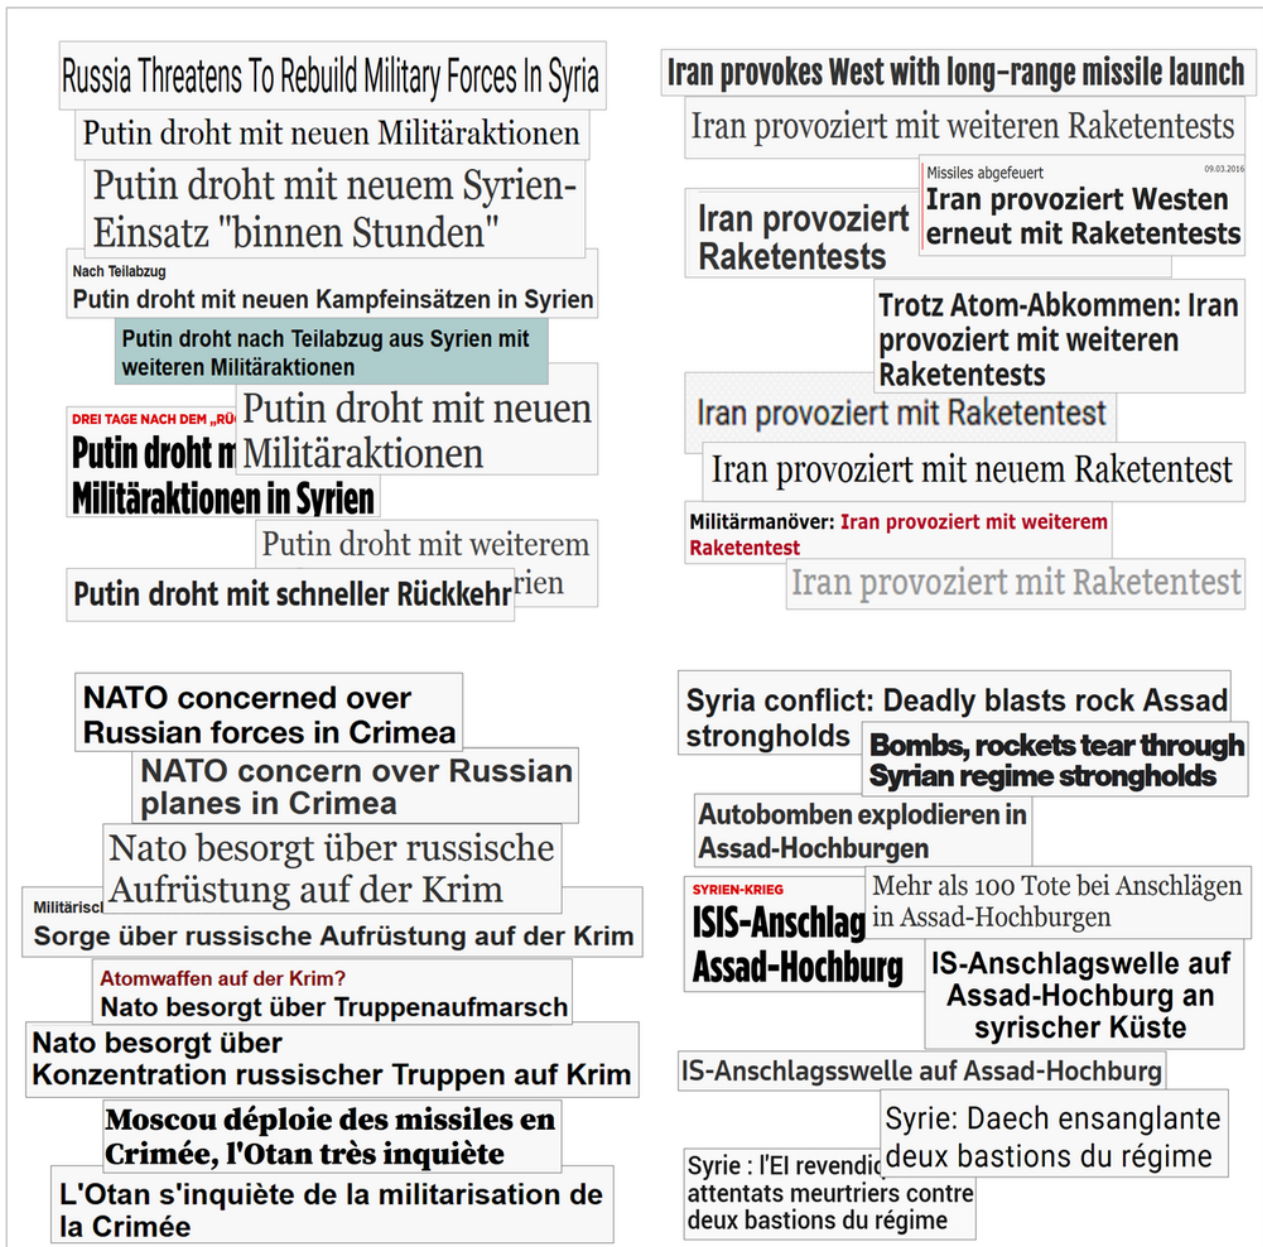 Russia Threatens To Rebuild Military Forces In Syria
Putin droht mit neuen Militäraktionen
Putin droht mit neuem Syrien-
Einsatz "binnen Stunden"
Nach Teilabzug
Putin droht mit neuen Kampfeinsätzen in Syrien
Putin droht nach Teilabzug aus Syrien mit
weiteren Militäraktionen
DREI TAGE NACH DEM
Putin droht
Militäraktionen in Syrien
Putin droht mit neuen
Militäraktionen
Putin droht mit weiterem
Putin droht mit schneller Rückkehr
Iran provokes West with long-range missile launch
Iran provoziert mit weiteren Raketentests
Missiles abgefeuert
09.03.2016
Iran provoziert Westen
erneut mit Raketentests
Iran provoziert
Raketentests
Trotz Atom-Abkommen: Iran
provoziert mit weiteren
Raketentests
Iran provoziert mit Raketentest
Iran provoziert mit neuem Raketentest
Militärmanöver: Iran provoziert mit weiterem
Raketentest
Iran provoziert mit Raketentest
NATO concerned over
Russian forces in Crimea
NATO concern over Russian
planes in Crimea
Nato besorgt über russische
Aufrüstung auf der Krim
Sorge über russische Aufrüstung auf der Krim
Atomwaffen auf der Krim?
Nato besorgt über Truppenaufmarsch
Nato besorgt über
Konzentration russischer Truppen auf Krim
Moscou déploie des missiles en
Crimée, l'Otan très inquiète
L'Otan s'inquiète de la militarisation de
la Crimée
Syria conflict: Deadly blasts rock Assad
strongholds
Bombs, rockets tear through
Syrian regime strongholds
Autobomben explodieren in
Assad-Hochburgen
SYRIEN-KRIEG
ISIS-Anschlag
Assad-Hochburg
Mehr als 100 Tote bei Anschlägen
in Assad-Hochburgen
IS-Anschlagswelle auf
Assad-Hochburg an
syrischer Küste
IS-Anschlagsswelle auf Assad-Hochburg
Syrie: Daech ensanglante
deux bastions du régime
Syrie : l'EI
attentats meurtriers contre
deux bastions du régime